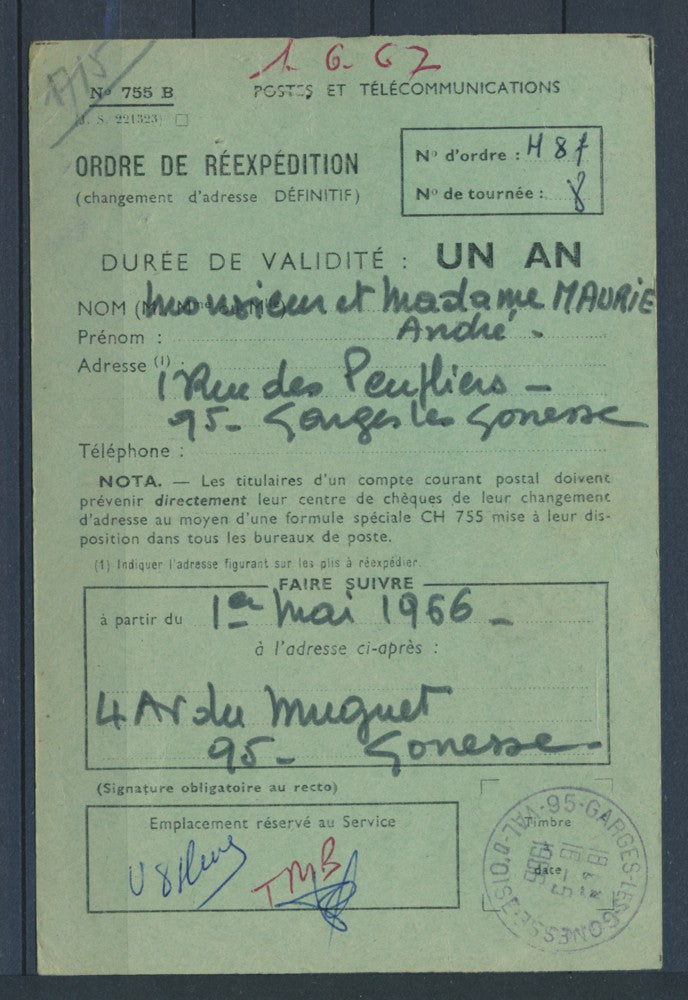 1.6.67
N° 755 B
POSTES ET TÉLÉCOMMUNICATIONS
(J. S. 221323)
ORDRE DE RÉEXPÉDITION
(changement d'adresse DÉFINITIF)
N° d'ordre : H 87
N° de tournée : 8
DURÉE DE VALIDITÉ : UN AN
NOM Monsieur et Madame MAURIE
Prénom : André -
Adresse (1) :
1 Rue des Peupliers -
95 - Garges les Gonesse
Téléphone :
NOTA. — Les titulaires d'un compte courant postal doivent
prévenir directement leur centre de chèques de leur changement
d'adresse au moyen d'une formule spéciale CH 755 mise à leur dis-
position dans tous les bureaux de poste.
(1) Indiquer l'adresse figurant sur les plis à réexpédier.
FAIRE SUIVRE
à partir du 1er Mai 1966 -
à l'adresse ci-après :
4 Av du Muguet
95 - Gonesse -
(Signature obligatoire au recto)
Emplacement réservé au Service
TMB
Timbre
date
95-GARGES-LES-GONESSE
VAL-D'OISE